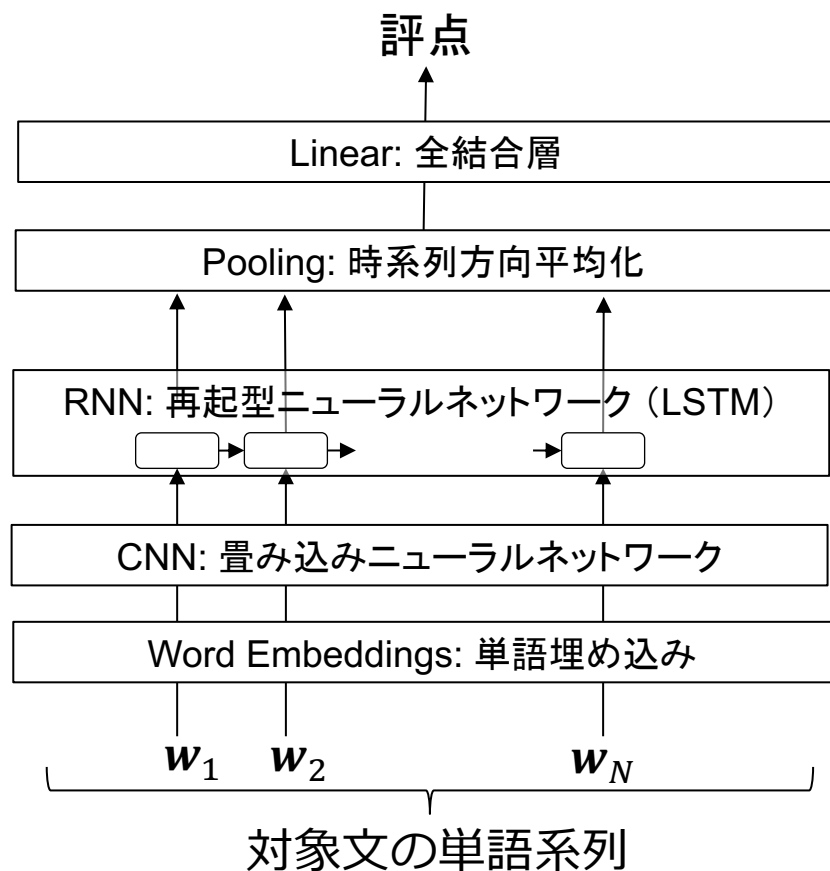 評点
Linear: 全結合層
Pooling: 時系列方向平均化
RNN: 再起型ニューラルネットワーク（LSTM）
CNN: 畳み込みニューラルネットワーク
Word Embeddings: 単語埋め込み
w₁ w₂ w_N
対象文の単語系列